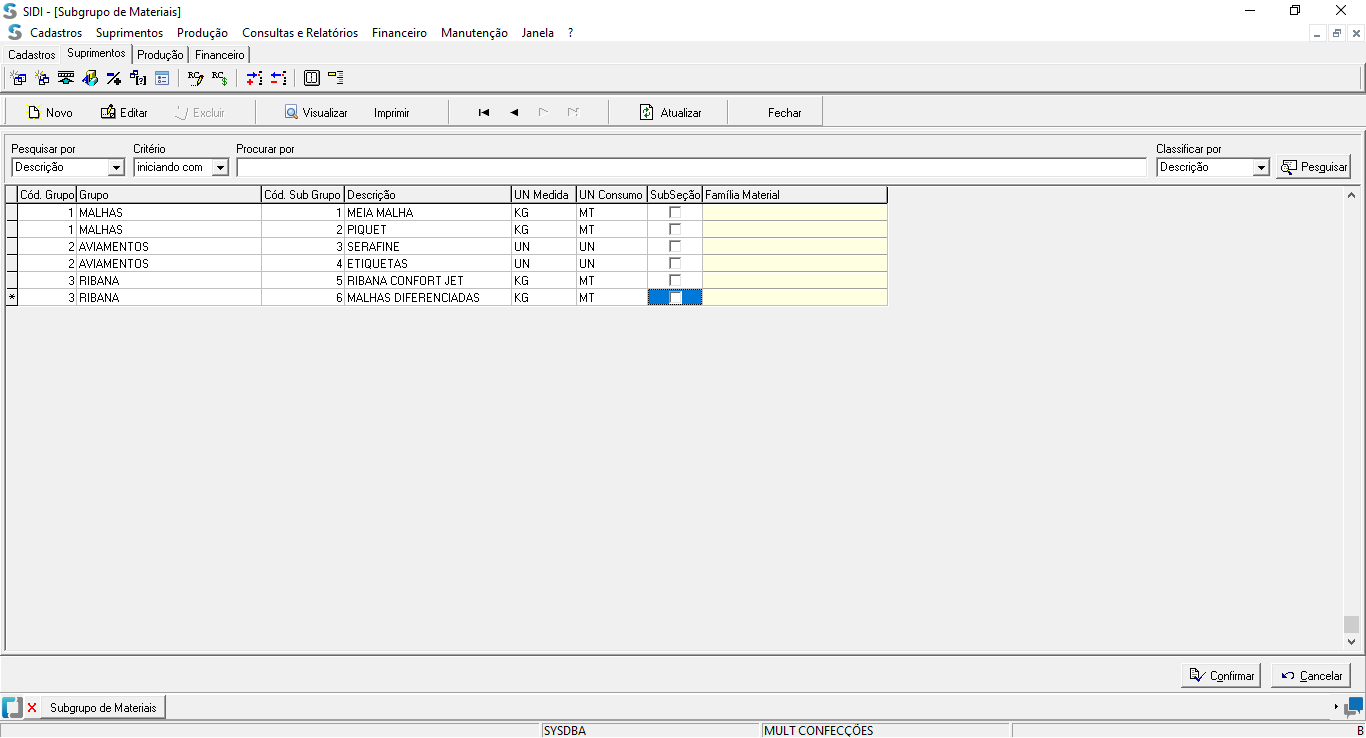 SIDI - [Subgrupo de Materiais]
Cadastros Suprimentos Produção Consultas e Relatórios Financeiro Manutenção Janela ?
Cadastros Suprimentos Produção Financeiro
Novo Editar Excluir Visualizar Imprimir Atualizar Fechar
Pesquisar por Critério Procurar por Classificar por
Descrição iniciando com Descrição Pesquisar
Cód. Grupo Grupo Cód. Sub Grupo Descrição UN Medida UN Consumo SubSeção Família Material
1 MALHAS 1 MEIA MALHA KG MT
1 MALHAS 2 PIQUET KG MT
2 AVIAMENTOS 3 SERAFINE UN UN
2 AVIAMENTOS 4 ETIQUETAS UN UN
3 RIBANA 5 RIBANA CONFORT JET KG MT
* 3 RIBANA 6 MALHAS DIFERENCIADAS KG MT
Confirmar Cancelar
Subgrupo de Materiais
SYSDBA MULT CONFECÇÕES B